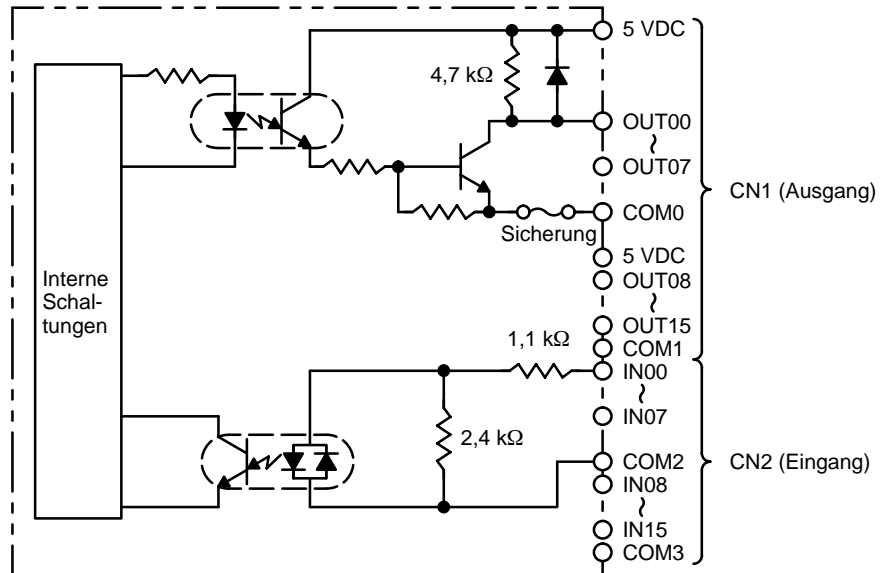 5 VDC
4,7 kΩ
OUT00
~
OUT07
COM0
Sicherung
CN1 (Ausgang)
5 VDC
OUT08
~
OUT15
COM1
Interne
Schal-
tungen
1,1 kΩ
IN00
~
IN07
2,4 kΩ
COM2
CN2 (Eingang)
IN08
~
IN15
COM3